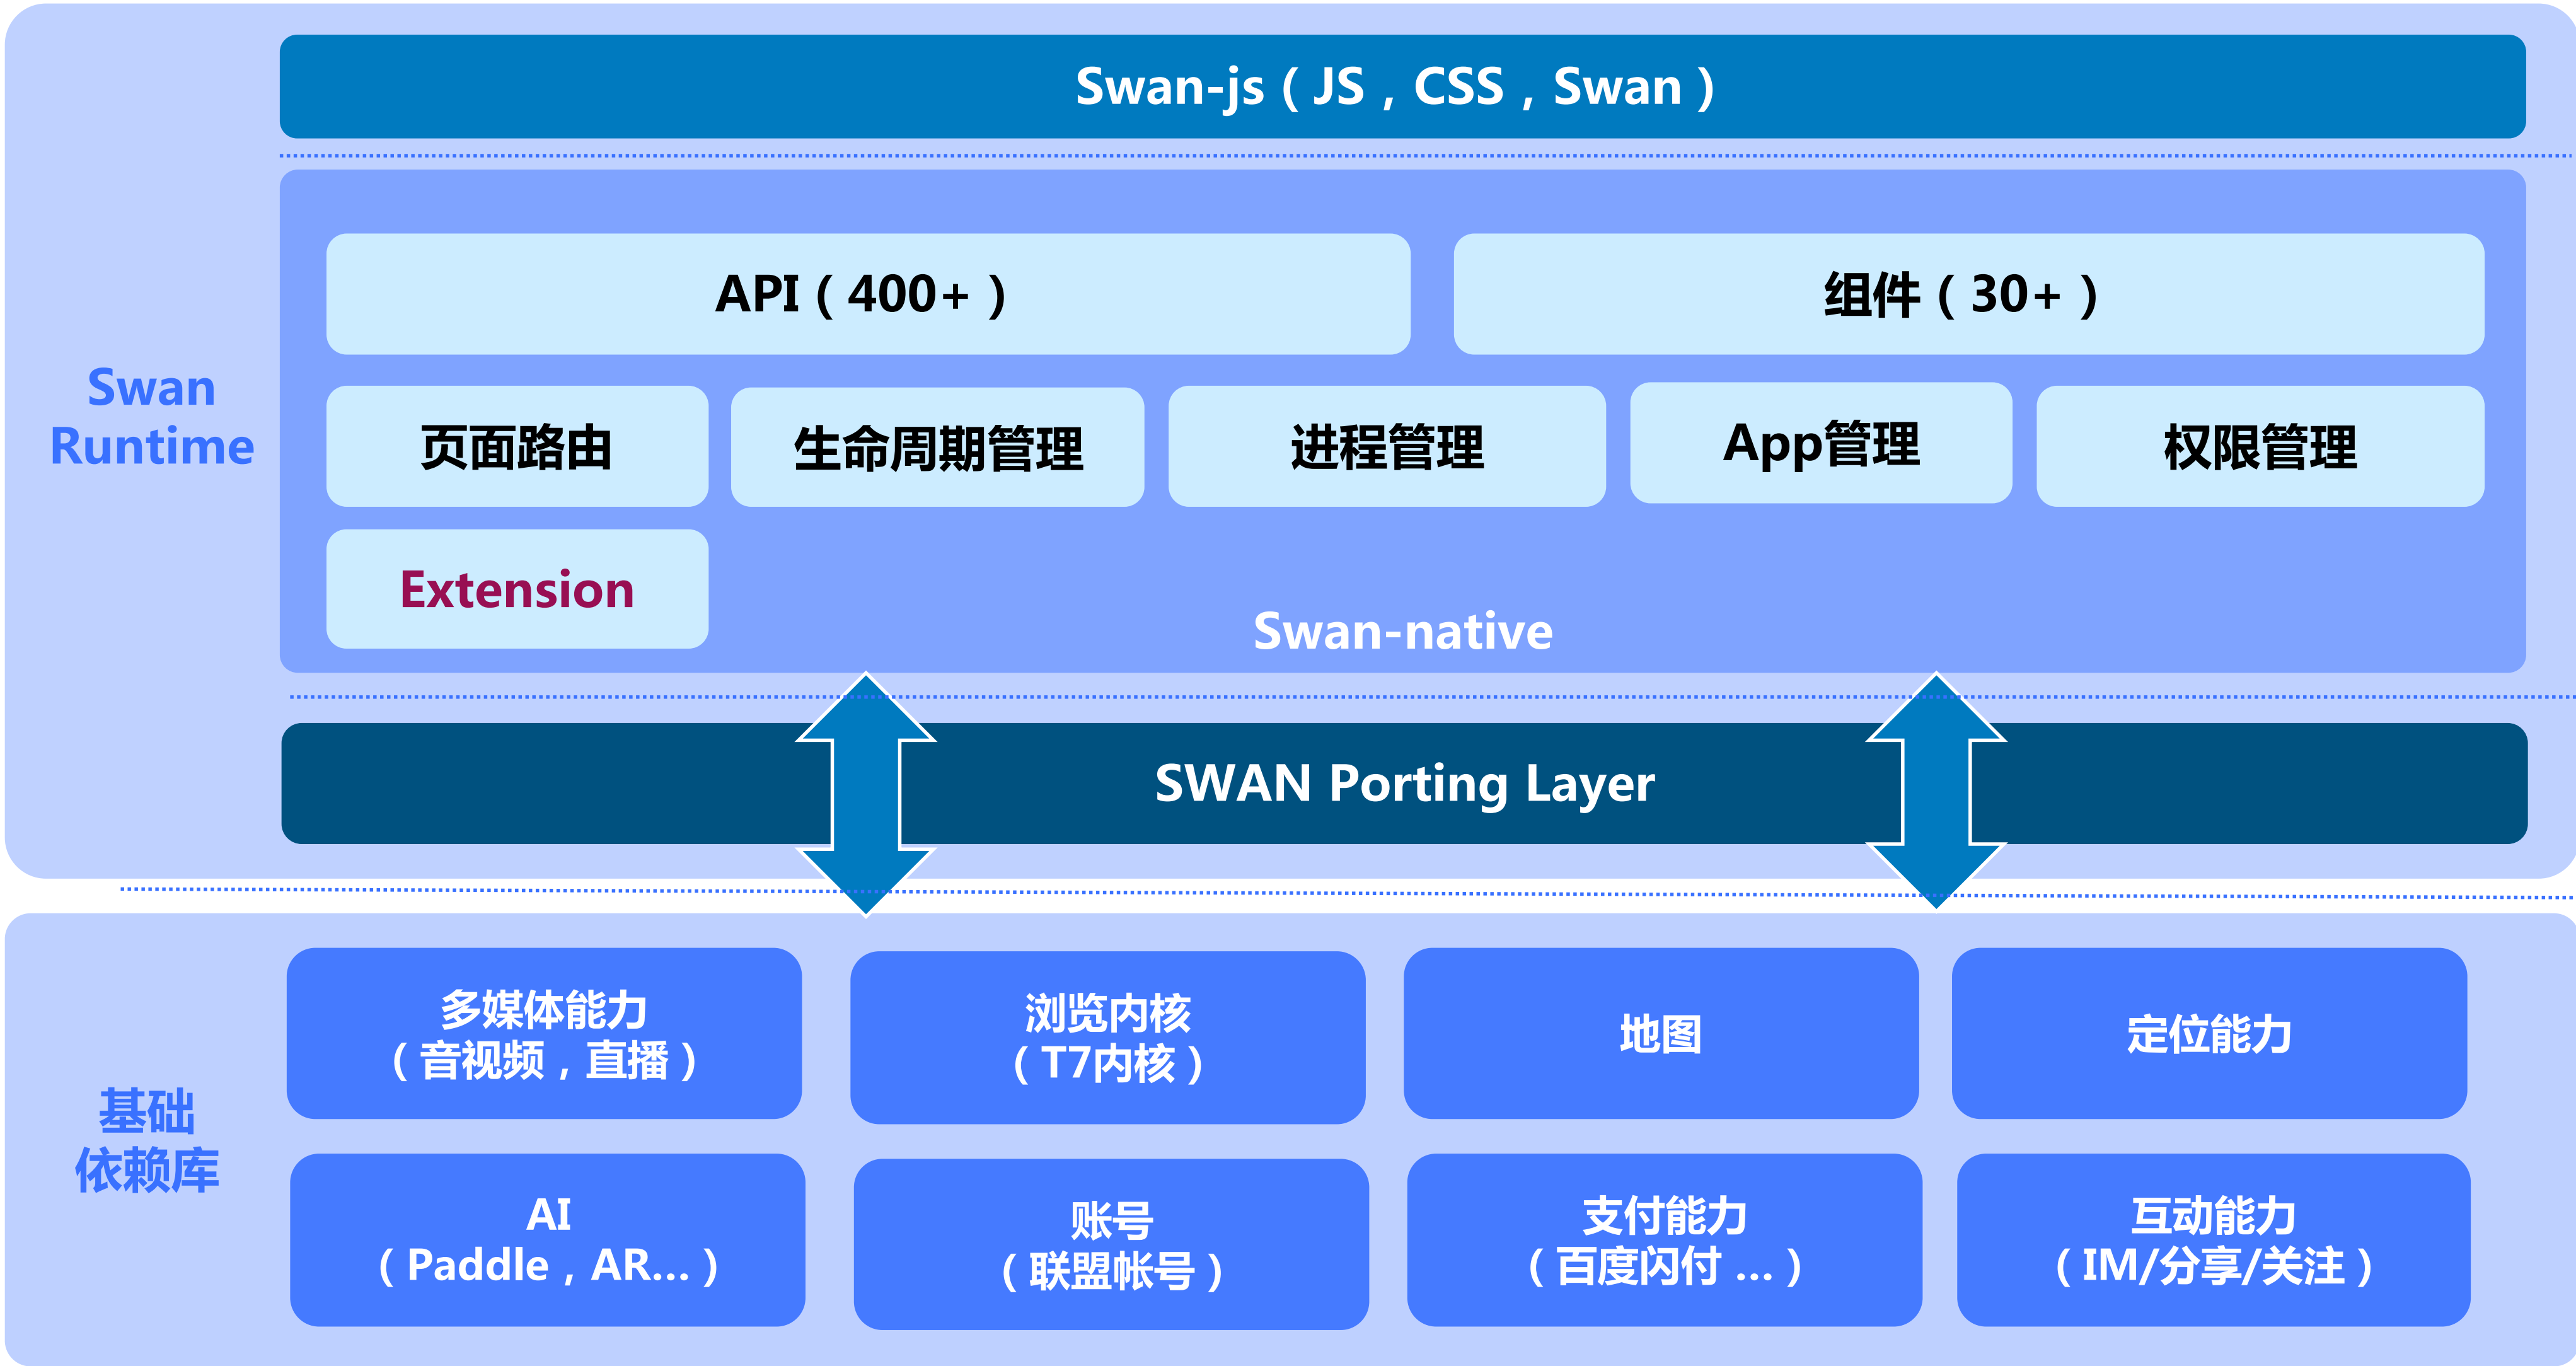 Swan-js（JS，CSS，Swan）
API（400+）
组件（30+）
Swan
Runtime
页面路由
生命周期管理
进程管理
App管理
权限管理
Extension
Swan-native
SWAN Porting Layer
多媒体能力
（音视频，直播）
浏览内核
（T7内核）
地图
定位能力
基础
依赖库
AI
（Paddle，AR...）
账号
（联盟帐号）
支付能力
（百度闪付 ...）
互动能力
（IM/分享/关注）